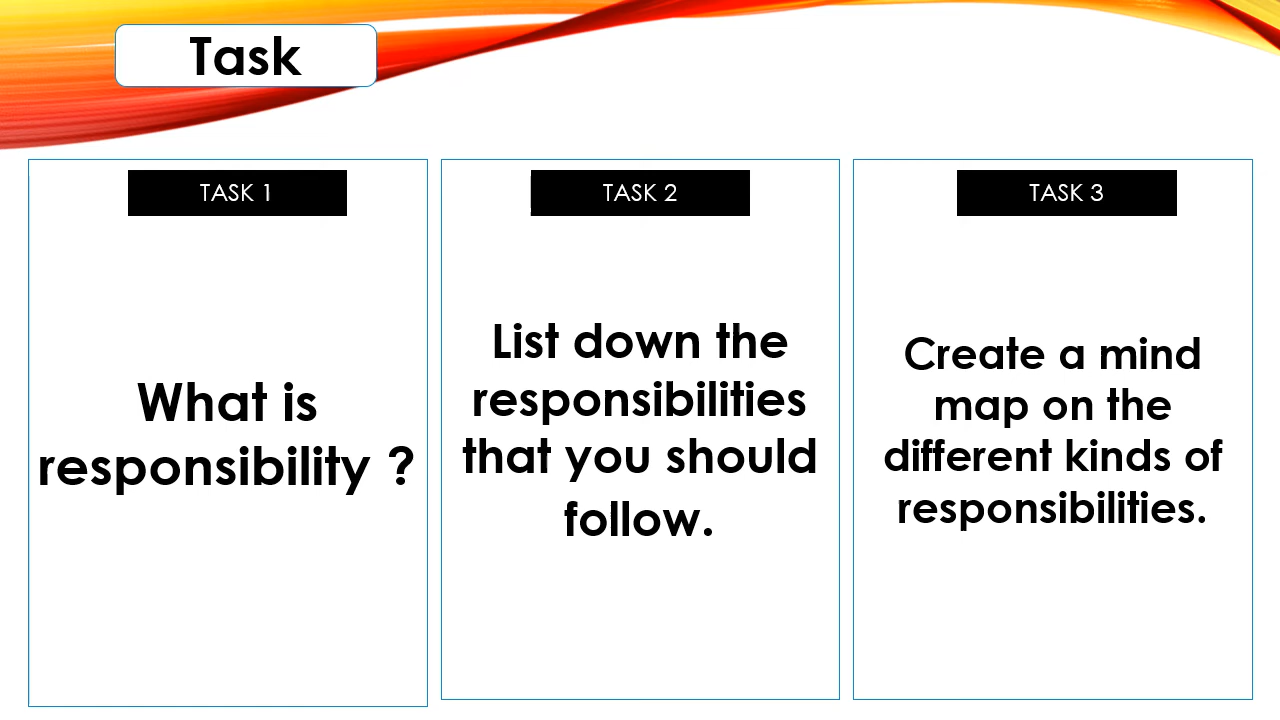 Task
TASK 1
What is
responsibility ?
TASK 2
List down the
responsibilities
that you should
follow.
TASK 3
Create a mind
map on the
different kinds of
responsibilities.